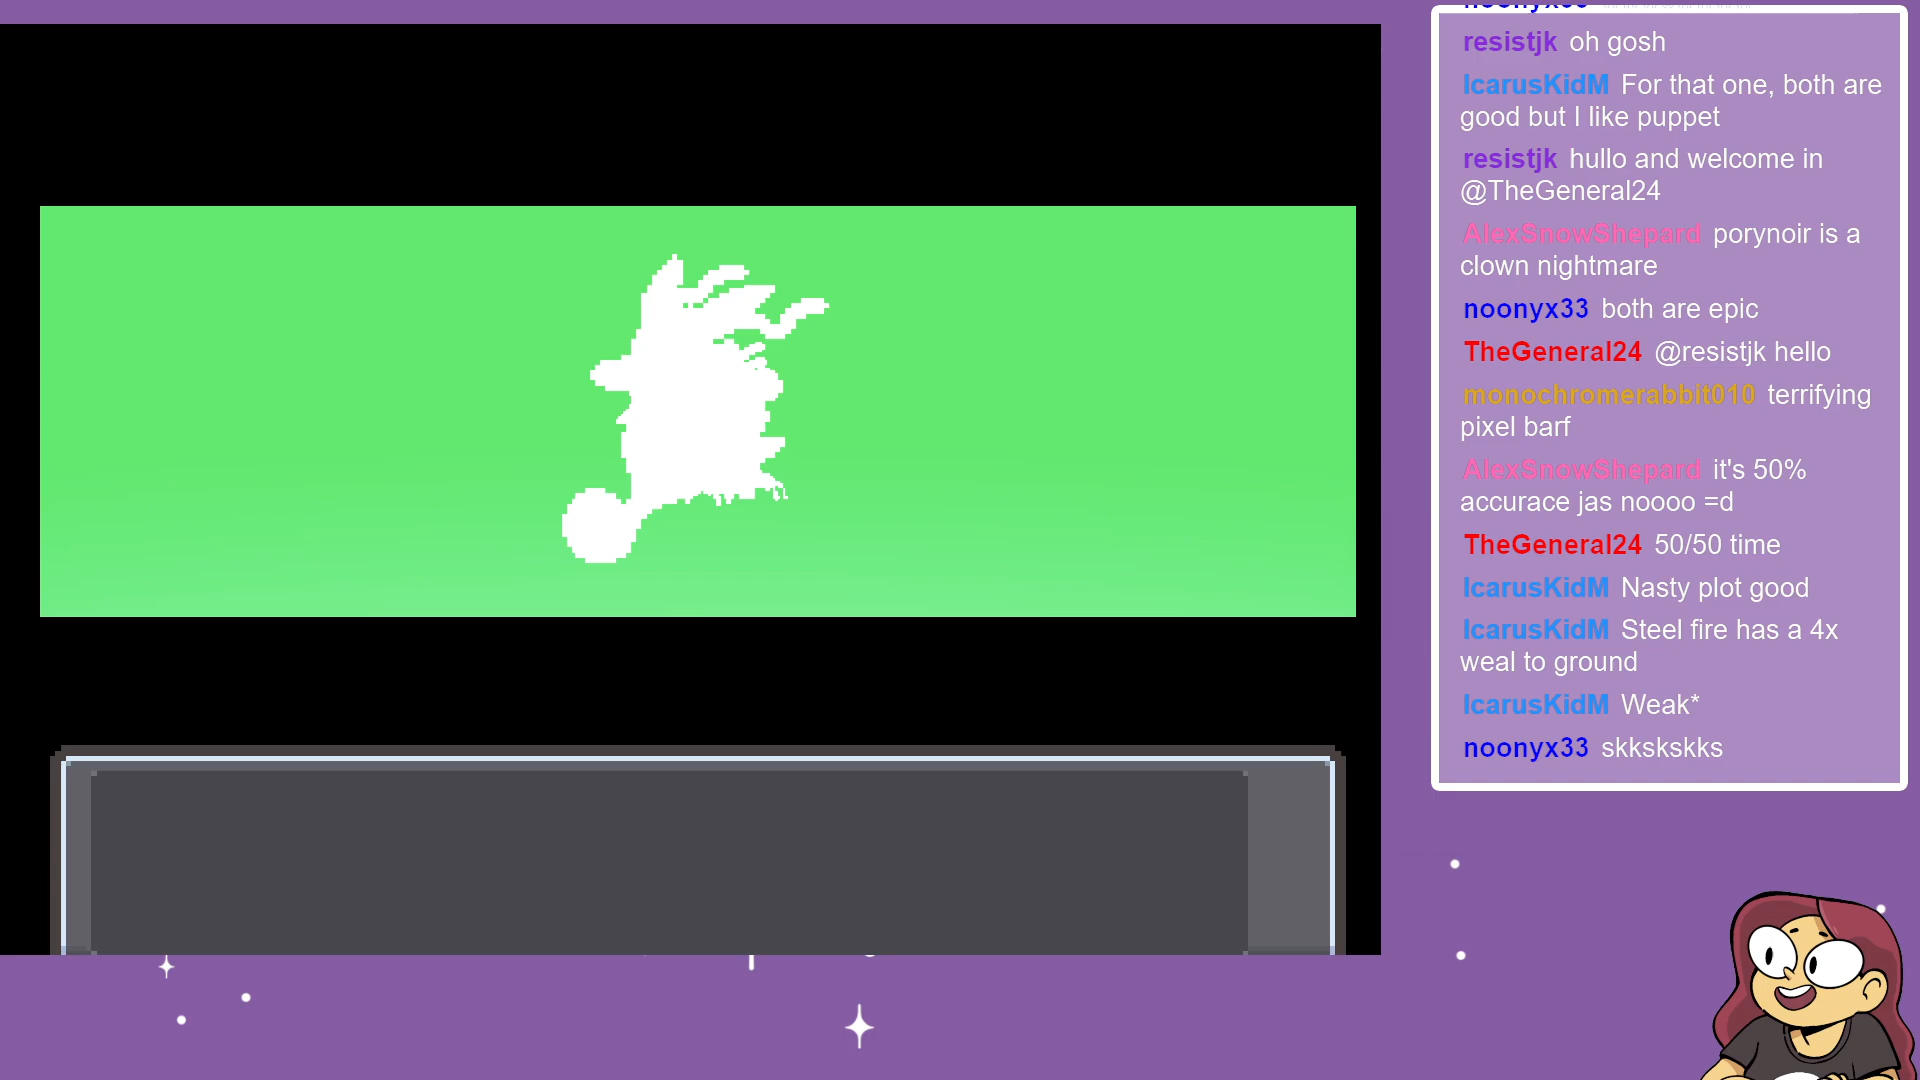 resistjk oh gosh
IcarusKidM For that one, both are
good but I like puppet
resistjk hullo and welcome in
@TheGeneral24
AlexSnowShepard porynoir is a
clown nightmare
noonyx33 both are epic
TheGeneral24 @resistjk hello
monochromerabbit010 terrifying
pixel barf
AlexSnowShepard it's 50%
accurace jas noooo =d
TheGeneral24 50/50 time
IcarusKidM Nasty plot good
IcarusKidM Steel fire has a 4x
weal to ground
IcarusKidM Weak*
noonyx33 skkskskks